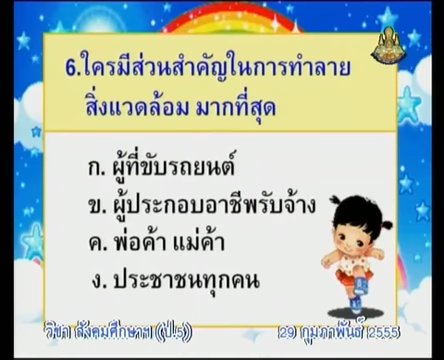 6.ใครมีส่วนสำคัญในการทำลาย
สิ่งแวดล้อม มากที่สุด
ก. ผู้ที่ขับรถยนต์
ข. ผู้ประกอบอาชีพรับจ้าง
ค. พ่อค้า แม่ค้า
ง. ประชาชนทุกคน
วิชา สังคมศึกษาฯ (ป.5)
29 กุมภาพันธ์ 2555